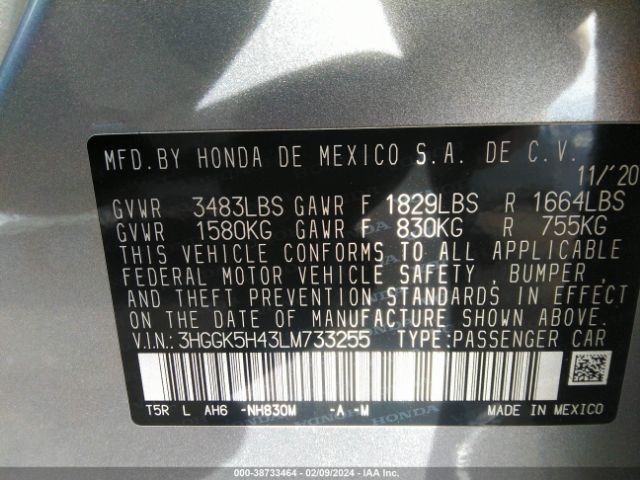 MFD. BY HONDA DE MEXICO S.A. DE C.V.
11/'20
GVWR 3483LBS GAWR F 1829LBS R 1664LBS
GVWR 1580KG GAWR F 830KG R 755KG
THIS VEHICLE CONFORMS TO ALL APPLICABLE
FEDERAL MOTOR VEHICLE SAFETY , BUMPER ,
AND THEFT PREVENTION STANDARDS IN EFFECT
ON THE DATE OF MANUFACTURE SHOWN ABOVE.
V.I.N.: 3HGGK5H43LM733255 TYPE:PASSENGER CAR
T5R L AH6 -NH830M -A -M
MADE IN MEXICO
000-38733464 - 02/09/2024 - IAA Inc.